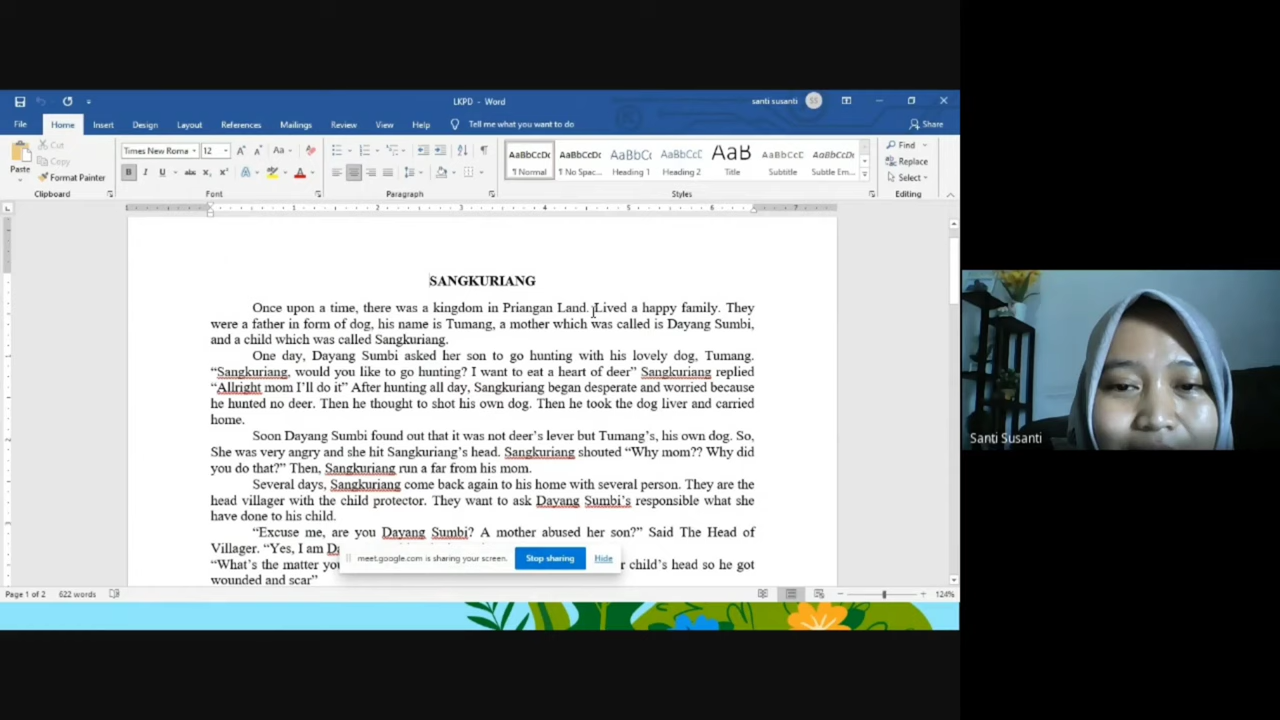 LKPD - Word
santi susanti
SS
File Home Insert Design Layout References Mailings Review View Help Tell me what you want to do Share
Paste
Cut
Copy
Format Painter
Clipboard
Times New Roma 12
Font
Paragraph
AaBbCcDc AaBbCcDc AaBbCc AaBbCcC AaB AaBbCcD AaBbCcDc
¶ Normal ¶ No Spac... Heading 1 Heading 2 Title Subtitle Subtle Em...
Styles
Find
Replace
Select
Editing
SANGKURIANG
Once upon a time, there was a kingdom in Priangan Land. Lived a happy family. They
were a father in form of dog, his name is Tumang, a mother which was called is Dayang Sumbi,
and a child which was called Sangkuriang.
One day, Dayang Sumbi asked her son to go hunting with his lovely dog, Tumang.
“Sangkuriang, would you like to go hunting? I want to eat a heart of deer” Sangkuriang replied
“Allright mom I’ll do it” After hunting all day, Sangkuriang began desperate and worried because
he hunted no deer. Then he thought to shot his own dog. Then he took the dog liver and carried
home.
Soon Dayang Sumbi found out that it was not deer’s lever but Tumang’s, his own dog. So,
She was very angry and she hit Sangkuriang’s head. Sangkuriang shouted “Why mom?? Why did
you do that?” Then, Sangkuriang run a far from his mom.
Several days, Sangkuriang come back again to his home with several person. They are the
head villager with the child protector. They want to ask Dayang Sumbi’s responsible what she
have done to his child.
“Excuse me, are you Dayang Sumbi? A mother abused her son?” Said The Head of
Villager. “Yes, I am
“What’s the matter child’s head so he got
wounded and scar”
meet.google.com is sharing your screen. Stop sharing Hide
Page 1 of 2 622 words 124%
Santi Susanti